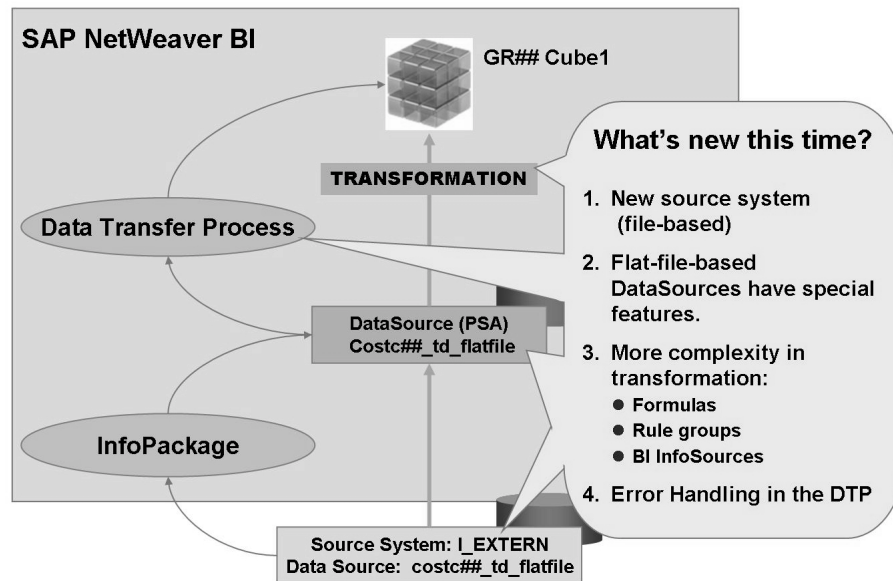 SAP NetWeaver BI
GR## Cube1
What's new this time?
TRANSFORMATION
1. New source system
(file-based)
Data Transfer Process
2. Flat-file-based
DataSources have special
features.
DataSource (PSA)
Costc##_td_flatfile
3. More complexity in
transformation:
● Formulas
● Rule groups
● BI InfoSources
InfoPackage
4. Error Handling in the DTP
Source System: I_EXTERN
Data Source: costc##_td_flatfile